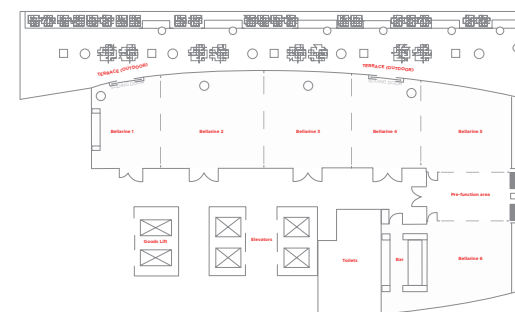 TERRACE (OUTDOOR)
TERRACE (OUTDOOR)
Bellarine 1
Bellarine 2
Bellarine 3
Bellarine 4
Bellarine 5
Pre-function area
Goods Lift
Elevators
Toilets
Bar
Bellarine 6